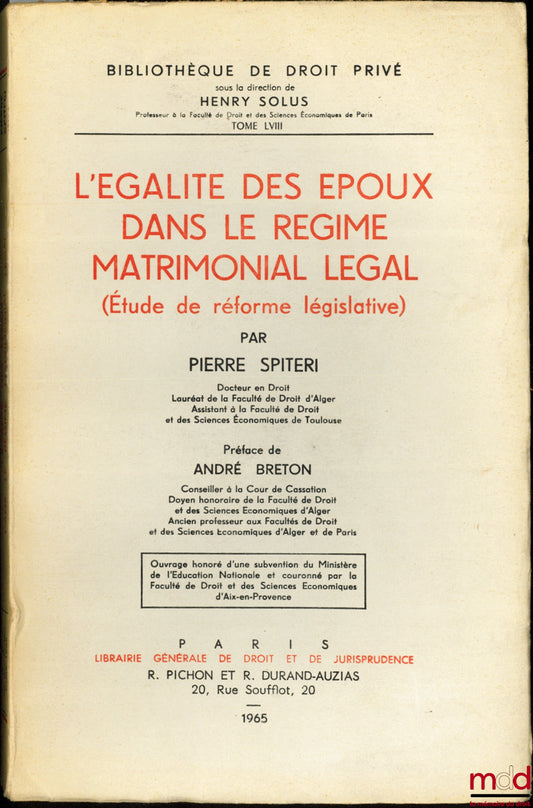 BIBLIOTHÈQUE DE DROIT PRIVÉ
sous la direction de
HENRY SOLUS
Professeur à la Faculté de Droit et des Sciences Économiques de Paris
TOME LVIII
L'EGALITE DES EPOUX
DANS LE REGIME
MATRIMONIAL LEGAL
(Étude de réforme législative)
PAR
PIERRE SPITERI
Docteur en Droit
Lauréat de la Faculté de Droit d'Alger
Assistant à la Faculté de Droit
et des Sciences Économiques de Toulouse
Préface de
ANDRÉ BRETON
Conseiller à la Cour de Cassation
Doyen honoraire de la Faculté de Droit
et des Sciences Economiques d'Alger
Ancien professeur aux Facultés de Droit
et des Sciences Economiques d'Alger et de Paris
Ouvrage honoré d'une subvention du Ministère
de l'Education Nationale et couronné par la
Faculté de Droit et des Sciences Economiques
d'Aix-en-Provence
PARIS
LIBRAIRIE GÉNÉRALE DE DROIT ET DE JURISPRUDENCE
R. PICHON ET R. DURAND-AUZIAS
20, Rue Soufflot, 20
1965
mdd